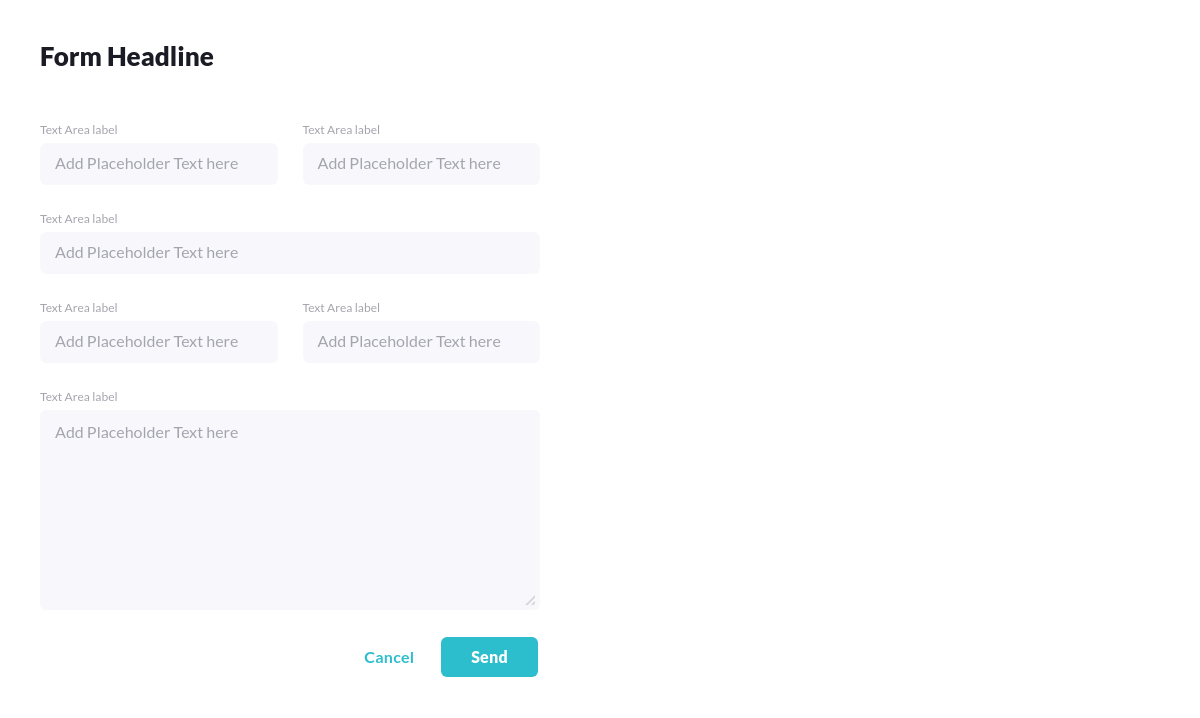 Form Headline
Text Area label Text Area label
Add Placeholder Text here Add Placeholder Text here
Text Area label
Add Placeholder Text here
Text Area label Text Area label
Add Placeholder Text here Add Placeholder Text here
Text Area label
Add Placeholder Text here
Cancel Send